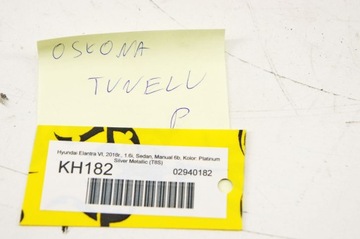 OSŁONA
TUNELU
P
Hyundai Elantra VI, 2018r., 1.6i, Sedan, Manual 6b, Kolor: Platinum
Silver Metallic (T8S)
KH182
02940182